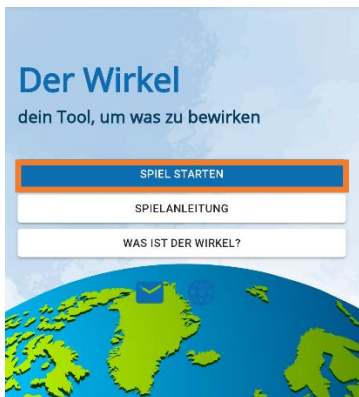 Der Wirkel
dein Tool, um was zu bewirken
SPIEL STARTEN
SPIELANLEITUNG
WAS IST DER WIRKEL?